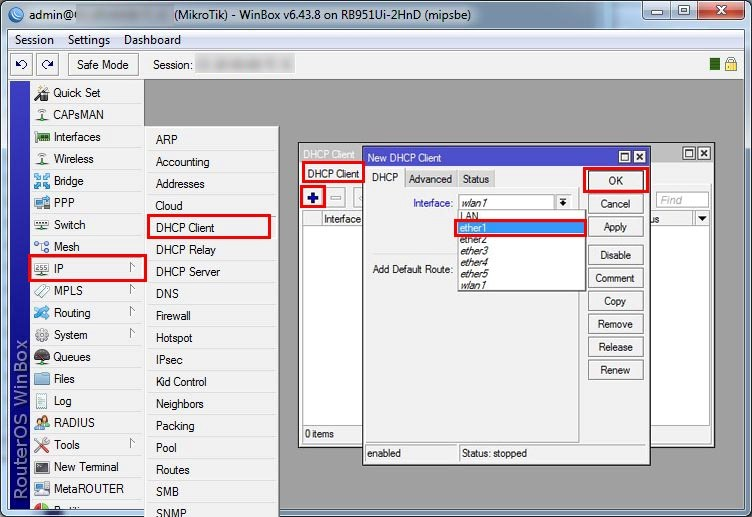 admin@ (MikroTik) - WinBox v6.43.8 on RB951Ui-2HnD (mipsbe)
Session Settings Dashboard
Safe Mode Session:
Quick Set
CAPsMAN
Interfaces
Wireless
Bridge
PPP
Switch
Mesh
IP
MPLS
Routing
System
Queues
Files
Log
RADIUS
Tools
New Terminal
MetaROUTER
RouterOS WinBox
ARP
Accounting
Addresses
Cloud
DHCP Client
DHCP Relay
DHCP Server
DNS
Firewall
Hotspot
IPsec
Kid Control
Neighbors
Packing
Pool
Routes
SMB
SNMP
DHCP Client
DHCP Client
Find
Interface
0 items
New DHCP Client
DHCP Advanced Status
Interface: wlan1
LAN
ether1
ether2
ether3
ether4
ether5
wlan1
Add Default Route:
OK
Cancel
Apply
Disable
Comment
Copy
Remove
Release
Renew
enabled Status: stopped